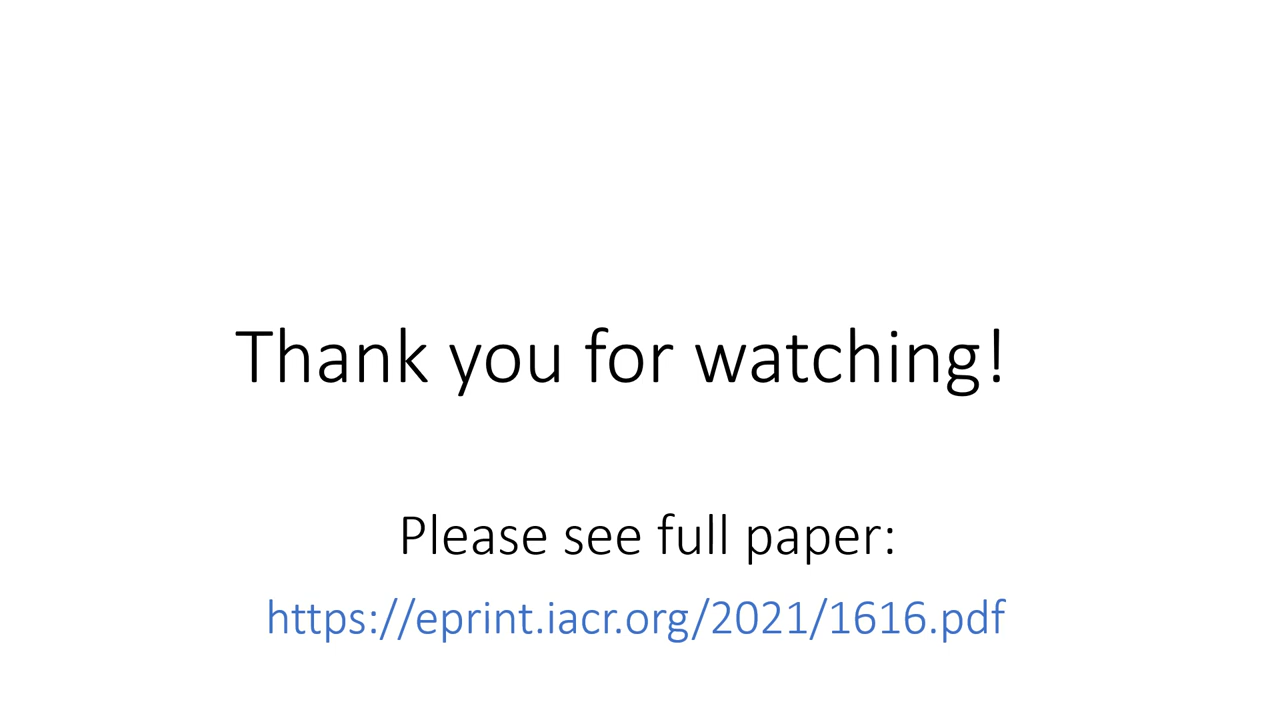 Thank you for watching!
Please see full paper:
https://eprint.iacr.org/2021/1616.pdf